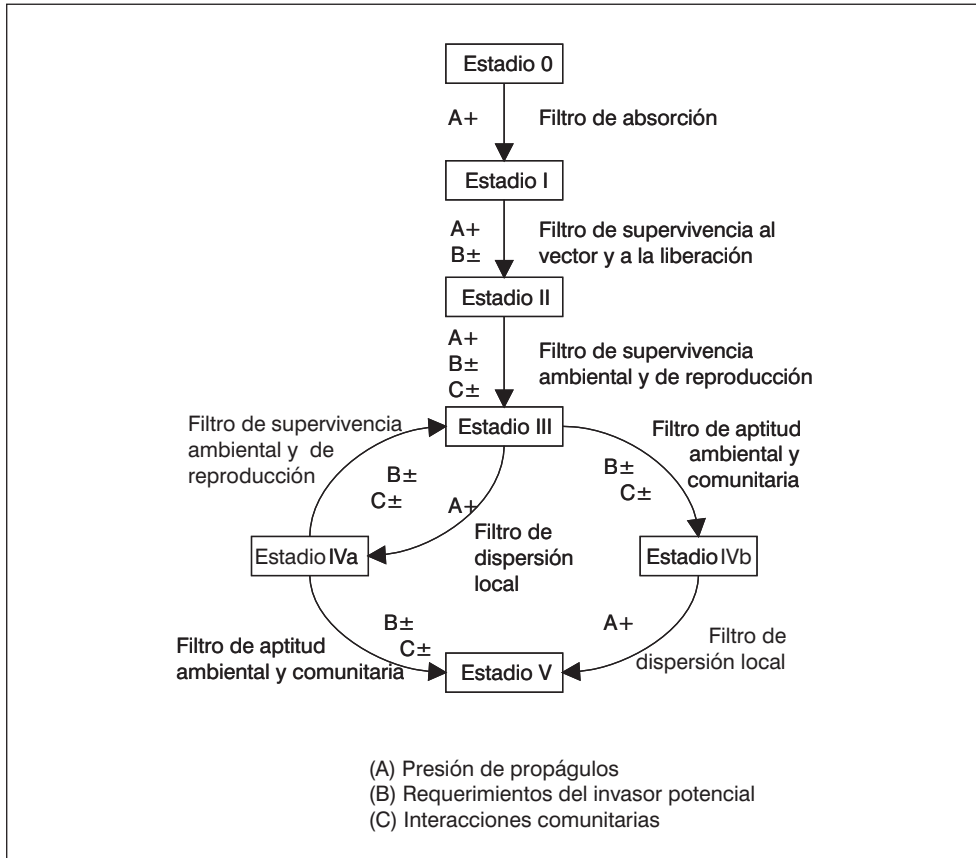 Estadio 0
A+
Filtro de absorción
Estadio I
A+
B±
Filtro de supervivencia al
vector y a la liberación
Estadio II
A+
B±
C±
Filtro de supervivencia
ambiental y de reproducción
Estadio III
Filtro de supervivencia
ambiental y de
reproducción
B±
C±
A+
Filtro de
dispersión
local
Filtro de aptitud
ambiental y
comunitaria
B±
C±
Estadio IVa
Estadio IVb
B±
C±
Filtro de aptitud
ambiental y comunitaria
A+
Filtro de
dispersión local
Estadio V
(A) Presión de propágulos
(B) Requerimientos del invasor potencial
(C) Interacciones comunitarias